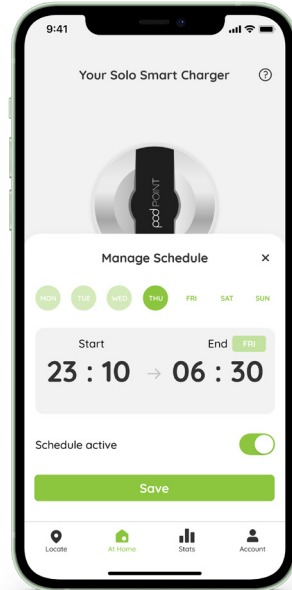 9:41
Your Solo Smart Charger ?
pod POINT
Manage Schedule ×
MON TUE WED THU FRI SAT SUN
Start End FRI
23 : 10 → 06 : 30
Schedule active
Save
Locate At Home Stats Account